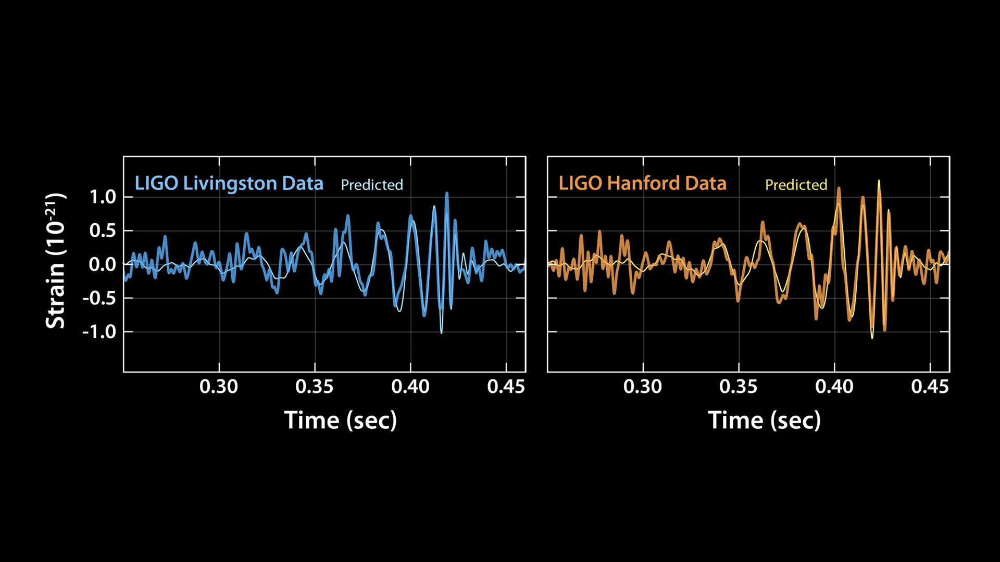 LIGO Livingston Data Predicted
LIGO Hanford Data Predicted
Strain (10⁻²¹)
1.0
0.5
0.0
-0.5
-1.0
0.30 0.35 0.40 0.45
0.30 0.35 0.40 0.45
Time (sec)
Time (sec)